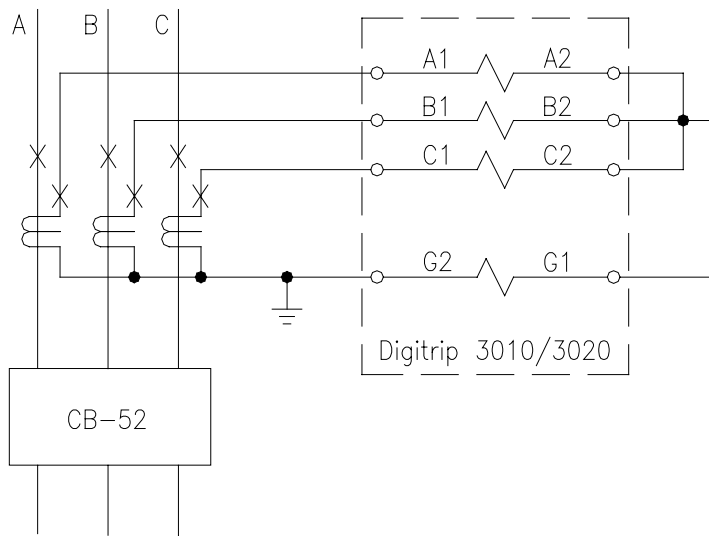 A B C
A1 A2
B1 B2
C1 C2
G2 G1
Digitrip 3010/3020
CB-52